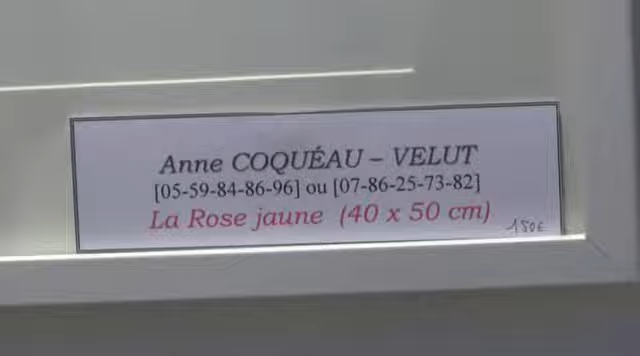 Anne COQUÉAU – VELUT
[05-59-84-86-96] ou [07-86-25-73-82]
La Rose jaune (40 x 50 cm)
150€